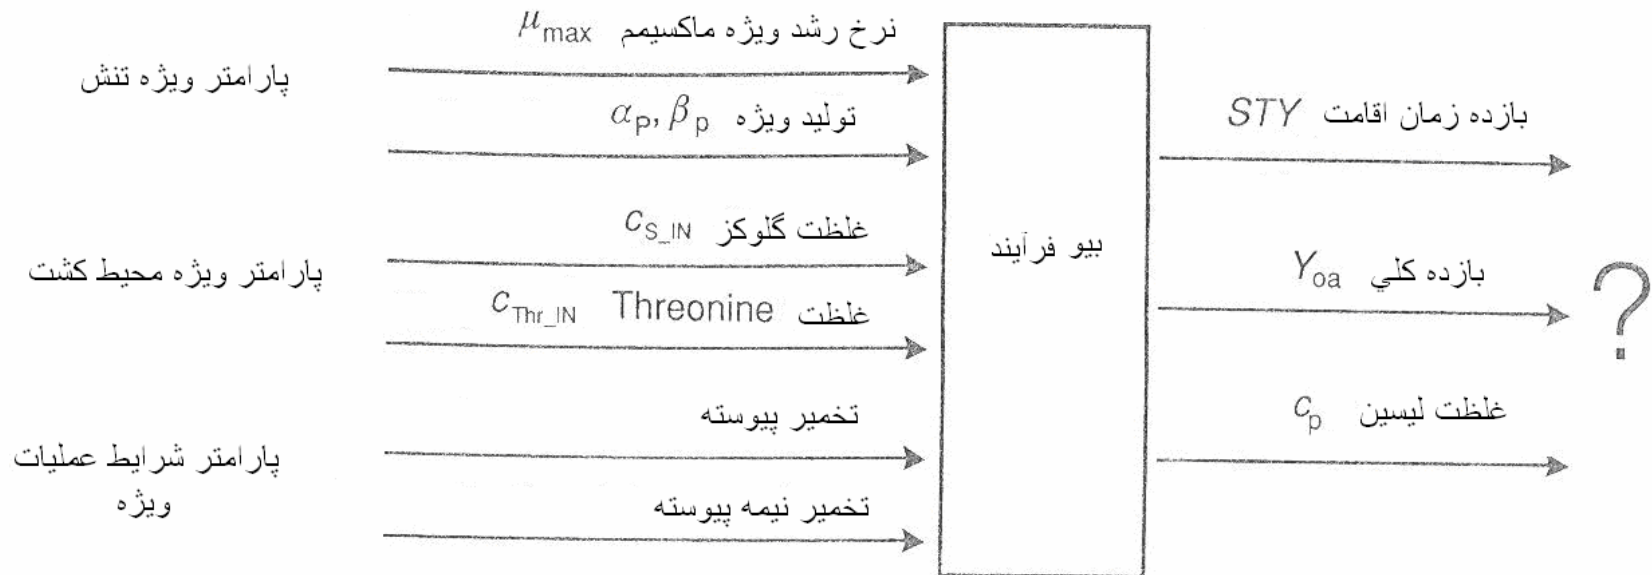 نرخ رشد ویژه ماکسیمم μmax
پارامتر ویژه تنش
تولید ویژه αP, βp
بازده زمان اقامت STY
غلظت گلوکز CS_IN
پارامتر ویژه محیط کشت
بیو فرآیند
بازده کلي Yoa
?
غلظت CThr_IN Threonine
تخمیر پیوسته
غلظت لیسین Cp
پارامتر شرایط عملیات
ویژه
تخمیر نیمه پیوسته